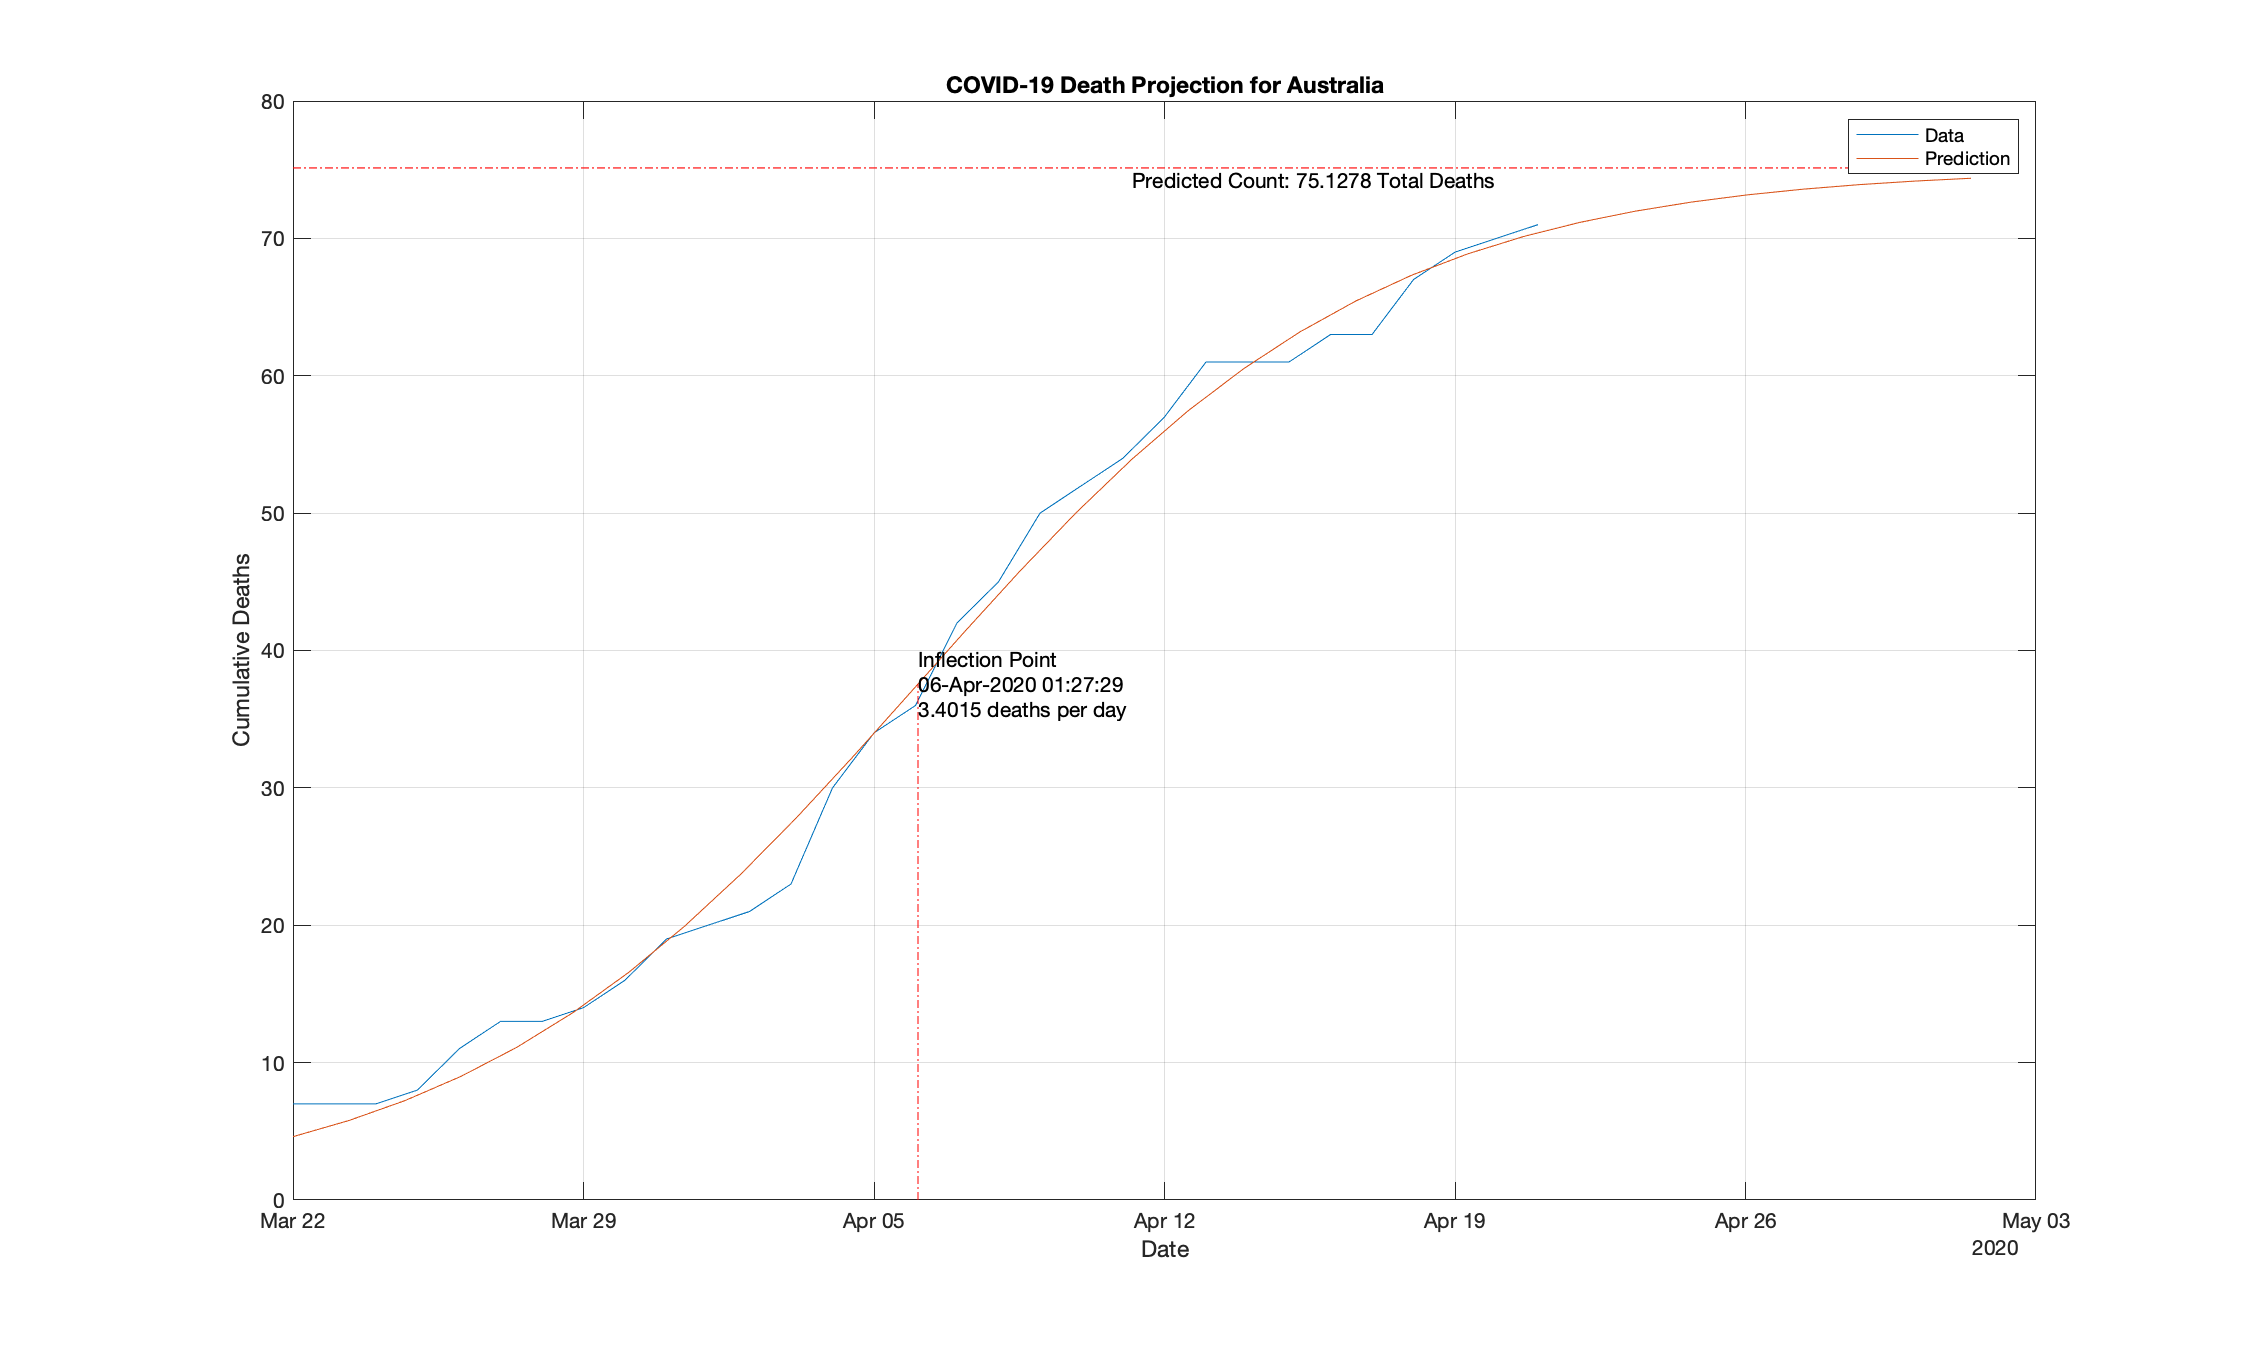 COVID-19 Death Projection for Australia
80
70
60
50
40
30
20
10
0
Cumulative Deaths
Data
Prediction
Predicted Count: 75.1278 Total Deaths
Inflection Point
06-Apr-2020 01:27:29
3.4015 deaths per day
Mar 22 Mar 29 Apr 05 Apr 12 Apr 19 Apr 26 May 03
Date
2020